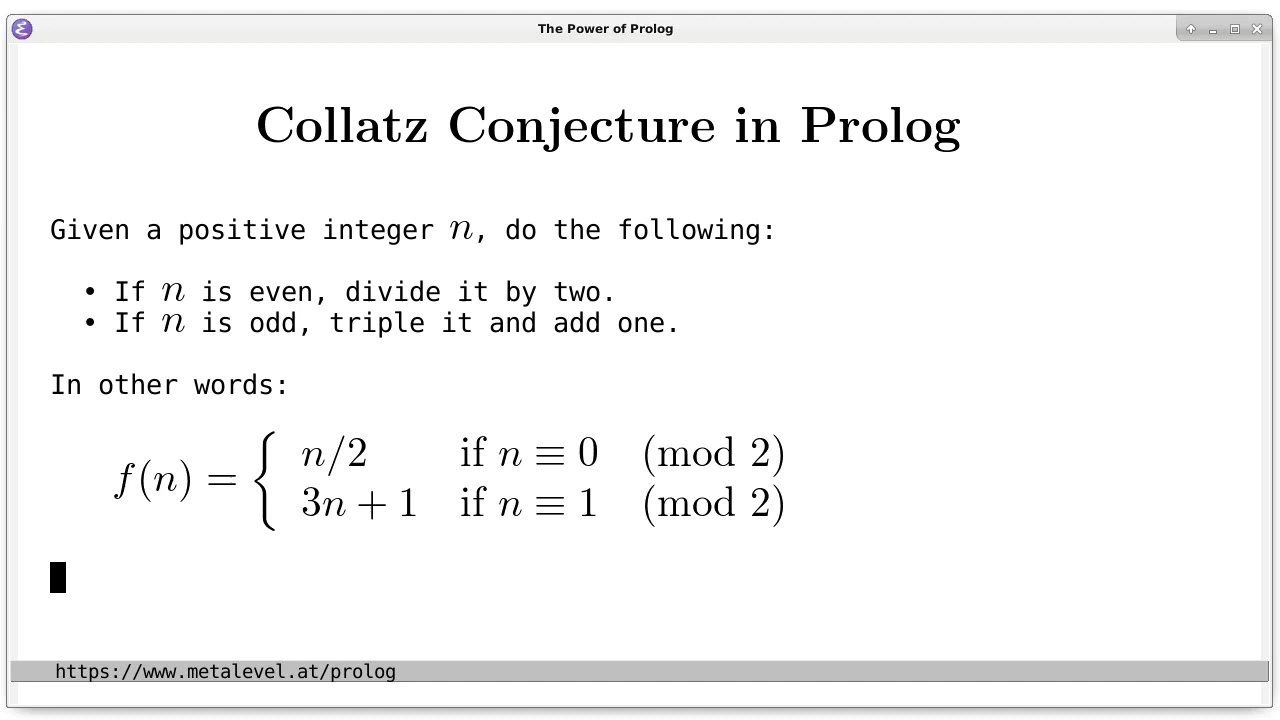 The Power of Prolog
Collatz Conjecture in Prolog
Given a positive integer n, do the following:
• If n is even, divide it by two.
• If n is odd, triple it and add one.
In other words:
f(n) = { n/2 if n ≡ 0 (mod 2)
3n + 1 if n ≡ 1 (mod 2)
https://www.metalevel.at/prolog